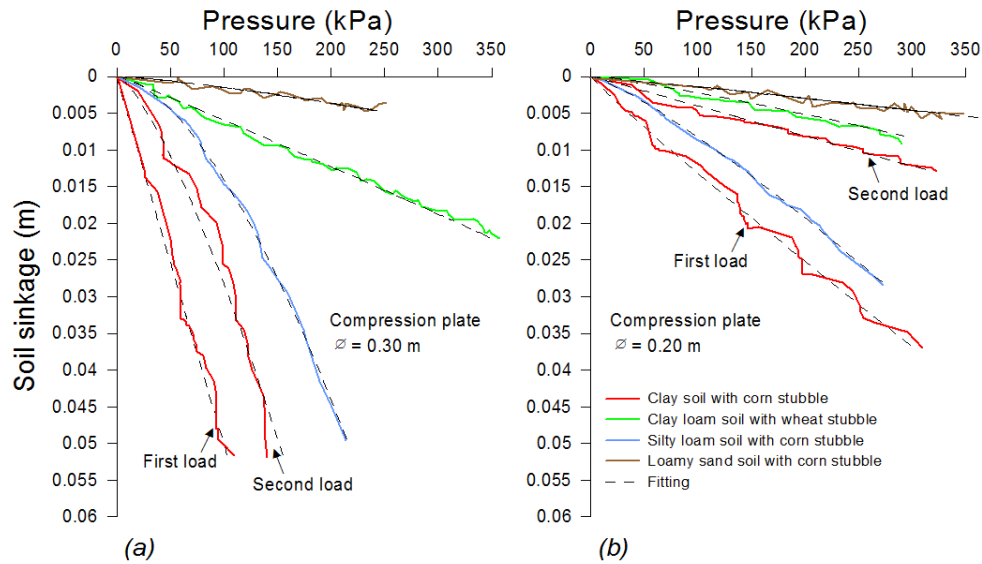 Pressure (kPa)
0 50 100 150 200 250 300 350
Soil sinkage (m)
0
0.005
0.01
0.015
0.02
0.025
0.03
0.035
0.04
0.045
0.05
0.055
0.06
Compression plate
∅ = 0.30 m
First load
Second load
(a)
Pressure (kPa)
0 50 100 150 200 250 300 350
0
0.005
0.01
0.015
0.02
0.025
0.03
0.035
0.04
0.045
0.05
0.055
0.06
Second load
First load
Compression plate
∅ = 0.20 m
Clay soil with corn stubble
Clay loam soil with wheat stubble
Silty loam soil with corn stubble
Loamy sand soil with corn stubble
Fitting
(b)